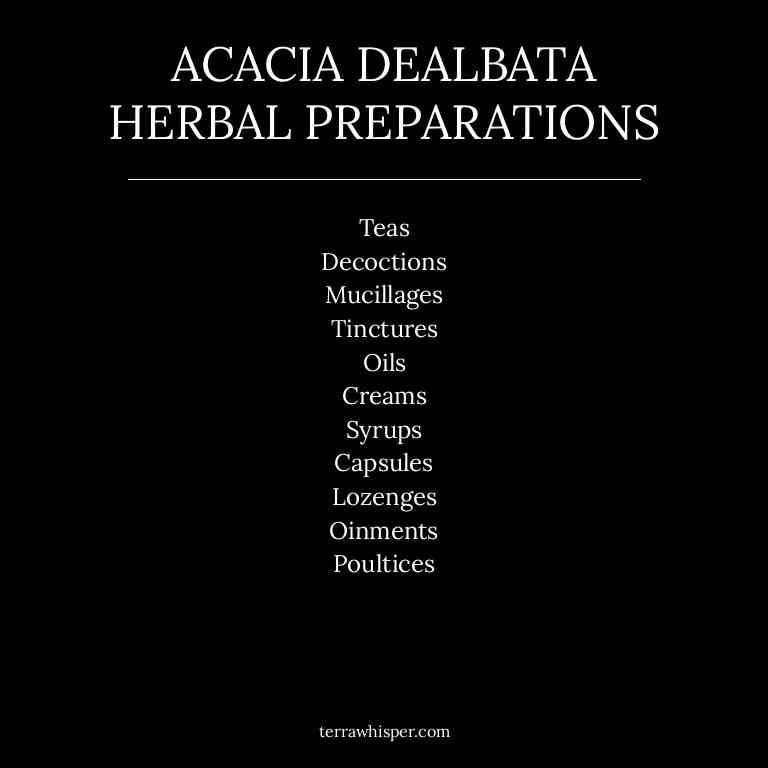 ACACIA DEALBATA
HERBAL PREPARATIONS
Teas
Decoctions
Mucillages
Tinctures
Oils
Creams
Syrups
Capsules
Lozenges
Oinments
Poultices
terrawhisper.com